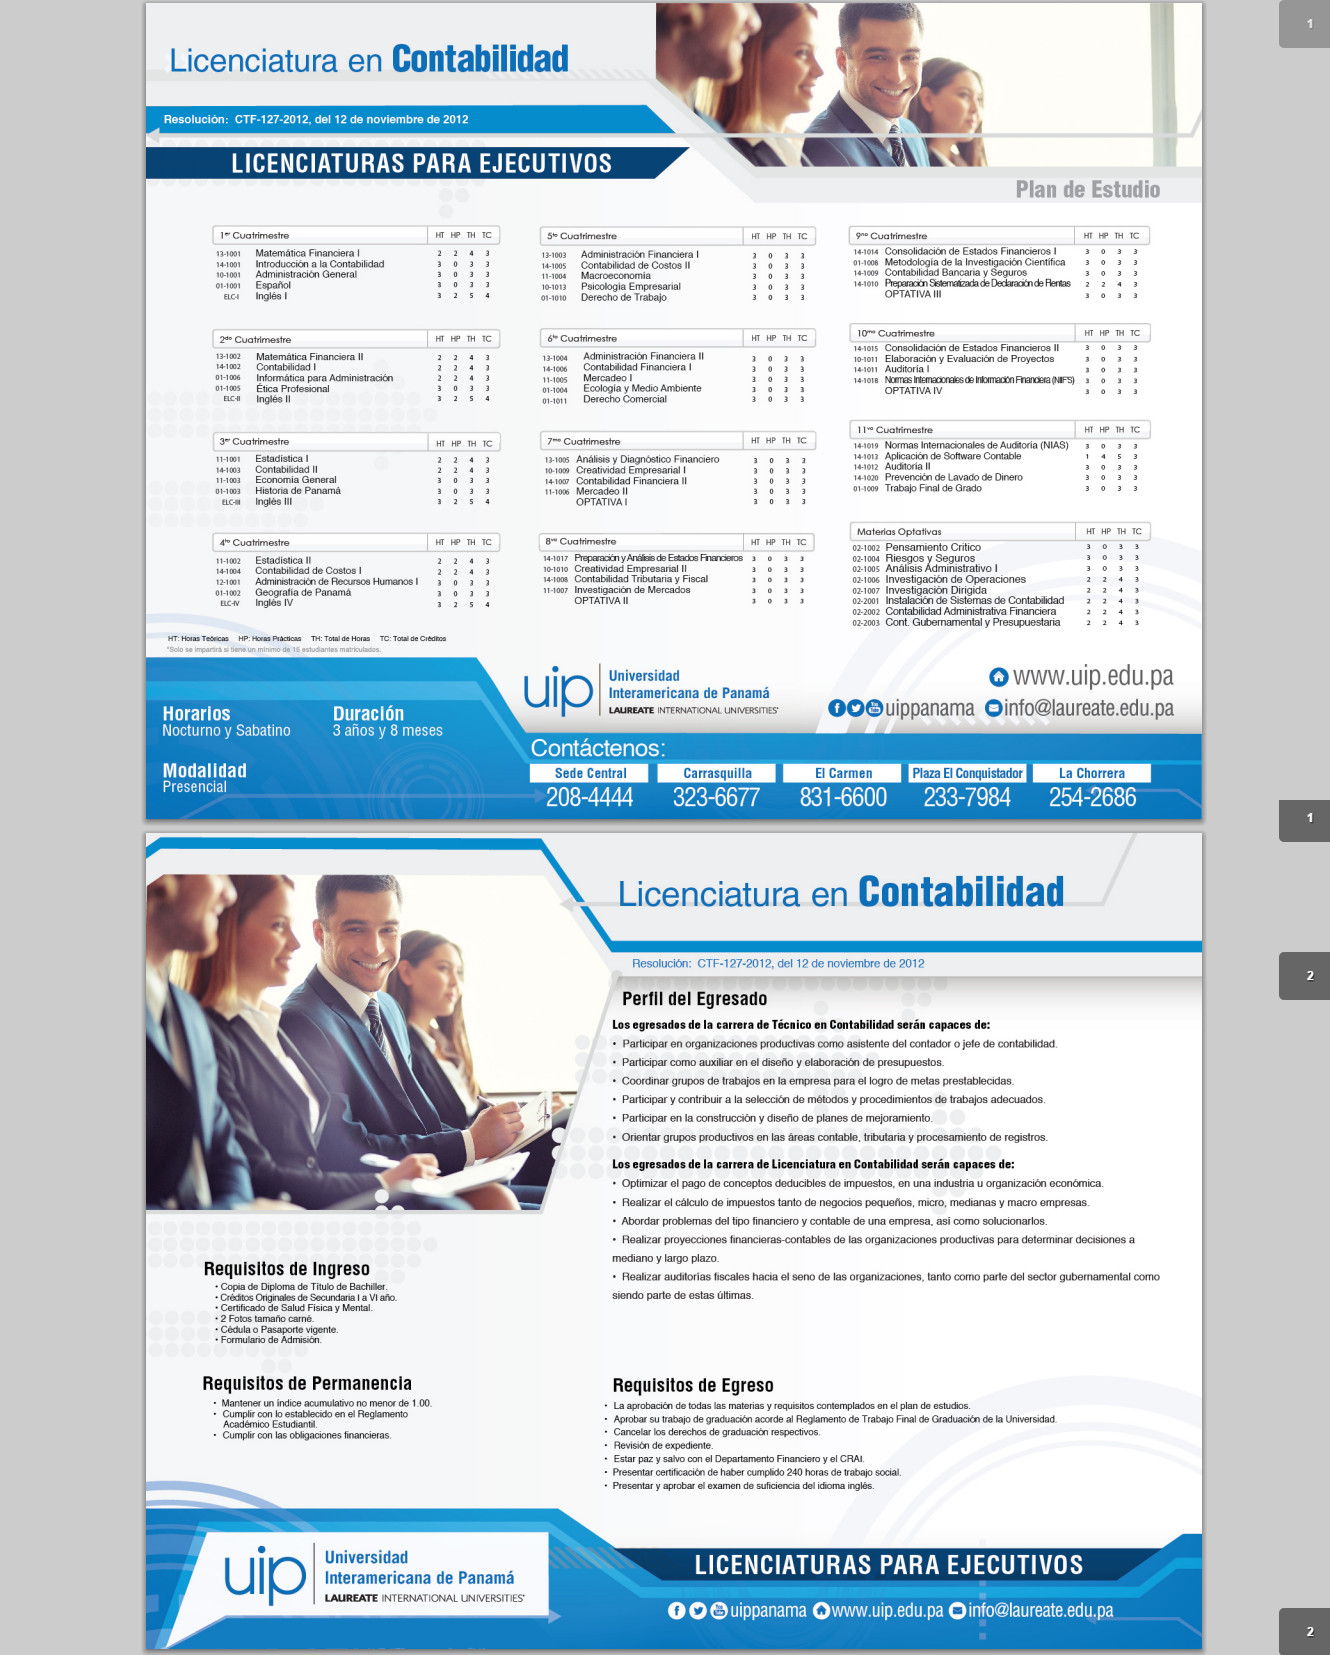 Licenciatura en Contabilidad
Resolución: CTF-127-2012, del 12 de noviembre de 2012
LICENCIATURAS PARA EJECUTIVOS
Plan de Estudio
1er Cuatrimestre HT HP TH TC
13-1001 Matemática Financiera I 2 2 4 3
14-1001 Introducción a la Contabilidad 3 0 3 3
10-1001 Administración General 3 0 3 3
01-1001 Español 3 0 3 3
ELC-I Inglés I 3 2 5 4
2do Cuatrimestre HT HP TH TC
13-1002 Matemática Financiera II 2 2 4 3
14-1002 Contabilidad I 2 2 4 3
01-1006 Informática para Administración 2 2 4 3
01-1005 Ética Profesional 3 0 3 3
ELC-II Inglés II 3 2 5 4
3er Cuatrimestre HT HP TH TC
11-1001 Estadística I 2 2 4 3
14-1003 Contabilidad II 2 2 4 3
11-1003 Economía General 3 0 3 3
01-1003 Historia de Panamá 3 0 3 3
ELC-III Inglés III 3 2 5 4
4to Cuatrimestre HT HP TH TC
11-1002 Estadística II 2 2 4 3
14-1004 Contabilidad de Costos I 2 2 4 3
12-1001 Administración de Recursos Humanos I 3 0 3 3
01-1002 Geografía de Panamá 3 0 3 3
ELC-IV Inglés IV 3 2 5 4
HT: Horas Teóricas HP: Horas Prácticas TH: Total de Horas TC: Total de Créditos
*Solo se impartirá si tiene un mínimo de 15 estudiantes matriculados.
5to Cuatrimestre HT HP TH TC
13-1003 Administración Financiera I 3 0 3 3
14-1005 Contabilidad de Costos II 3 0 3 3
11-1004 Macroeconomía 3 0 3 3
10-1013 Psicología Empresarial 3 0 3 3
01-1010 Derecho de Trabajo 3 0 3 3
6to Cuatrimestre HT HP TH TC
13-1004 Administración Financiera II 3 0 3 3
14-1006 Contabilidad Financiera I 3 0 3 3
11-1005 Mercadeo I 3 0 3 3
01-1004 Ecología y Medio Ambiente 3 0 3 3
01-1011 Derecho Comercial 3 0 3 3
7mo Cuatrimestre HT HP TH TC
13-1005 Análisis y Diagnóstico Financiero 3 0 3 3
10-1009 Creatividad Empresarial I 3 0 3 3
14-1007 Contabilidad Financiera II 3 0 3 3
11-1006 Mercadeo II 3 0 3 3
OPTATIVA I 3 0 3 3
8vo Cuatrimestre HT HP TH TC
14-1017 Preparación y Análisis de Estados Financieros 3 0 3 3
10-1010 Creatividad Empresarial II 3 0 3 3
14-1008 Contabilidad Tributaria y Fiscal 3 0 3 3
11-1007 Investigación de Mercados 3 0 3 3
OPTATIVA II 3 0 3 3
9no Cuatrimestre HT HP TH TC
14-1014 Consolidación de Estados Financieros I 3 0 3 3
01-1008 Metodología de la Investigación Científica 3 0 3 3
14-1009 Contabilidad Bancaria y Seguros 3 0 3 3
14-1010 Preparación Sistematizada de Declaración de Rentas 2 2 4 3
OPTATIVA III 3 0 3 3
10mo Cuatrimestre HT HP TH TC
14-1015 Consolidación de Estados Financieros II 3 0 3 3
10-1011 Elaboración y Evaluación de Proyectos 3 0 3 3
14-1011 Auditoría I 3 0 3 3
14-1018 Normas Internacionales de Información Financiera (NIIF'S) 3 0 3 3
OPTATIVA IV 3 0 3 3
11vo Cuatrimestre HT HP TH TC
14-1019 Normas Internacionales de Auditoría (NIAS) 3 0 3 3
14-1013 Aplicación de Software Contable 1 4 5 3
14-1012 Auditoría II 3 0 3 3
14-1020 Prevención de Lavado de Dinero 3 0 3 3
01-1009 Trabajo Final de Grado 3 0 3 3
Materias Optativas HT HP TH TC
02-1002 Pensamiento Crítico 3 0 3 3
02-1004 Riesgos y Seguros 3 0 3 3
02-1005 Análisis Administrativo I 3 0 3 3
02-1006 Investigación de Operaciones 2 2 4 3
02-1007 Investigación Dirigida 2 2 4 3
02-2001 Instalación de Sistemas de Contabilidad 2 2 4 3
02-2002 Contabilidad Administrativa Financiera 2 2 4 3
02-2003 Cont. Gubernamental y Presupuestaria 2 2 4 3
Horarios
Nocturno y Sabatino
Duración
3 años y 8 meses
Modalidad
Presencial
uip Universidad
Interamericana de Panamá
LAUREATE INTERNATIONAL UNIVERSITIES
www.uip.edu.pa
uippanama info@laureate.edu.pa
Contáctenos:
Sede Central Carrasquilla El Carmen Plaza El Conquistador La Chorrera
208-4444 323-6677 831-6600 233-7984 254-2686
1
1
2
2
Licenciatura en Contabilidad
Resolución: CTF-127-2012, del 12 de noviembre de 2012
Perfil del Egresado
Los egresados de la carrera de Técnico en Contabilidad serán capaces de:
• Participar en organizaciones productivas como asistente del contador o jefe de contabilidad.
• Participar como auxiliar en el diseño y elaboración de presupuestos.
• Coordinar grupos de trabajos en la empresa para el logro de metas prestablecidas.
• Participar y contribuir a la selección de métodos y procedimientos de trabajos adecuados.
• Participar en la construcción y diseño de planes de mejoramiento.
• Orientar grupos productivos en las áreas contable, tributaria y procesamiento de registros.
Los egresados de la carrera de Licenciatura en Contabilidad serán capaces de:
• Optimizar el pago de conceptos deducibles de impuestos, en una industria u organización económica.
• Realizar el cálculo de impuestos tanto de negocios pequeños, micro, medianas y macro empresas.
• Abordar problemas del tipo financiero y contable de una empresa, así como solucionarlos.
• Realizar proyecciones financieras-contables de las organizaciones productivas para determinar decisiones a
mediano y largo plazo.
• Realizar auditorías fiscales hacia el seno de las organizaciones, tanto como parte del sector gubernamental como
siendo parte de estas últimas.
Requisitos de Ingreso
• Copia de Diploma de Título de Bachiller.
• Créditos Originales de Secundaria I a VI año.
• Certificado de Salud Física y Mental.
• 2 Fotos tamaño carné.
• Cédula o Pasaporte vigente.
• Formulario de Admisión.
Requisitos de Permanencia
• Mantener un índice acumulativo no menor de 1.00.
• Cumplir con lo establecido en el Reglamento
Académico Estudiantil.
• Cumplir con las obligaciones financieras.
Requisitos de Egreso
• La aprobación de todas las materias y requisitos contemplados en el plan de estudios.
• Aprobar su trabajo de graduación acorde al Reglamento de Trabajo Final de Graduación de la Universidad.
• Cancelar los derechos de graduación respectivos.
• Revisión de expediente.
• Estar paz y salvo con el Departamento Financiero y el CRAI.
• Presentar certificación de haber cumplido 240 horas de trabajo social.
• Presentar y aprobar el examen de suficiencia del idioma inglés.
uip Universidad
Interamericana de Panamá
LAUREATE INTERNATIONAL UNIVERSITIES
LICENCIATURAS PARA EJECUTIVOS
uippanama www.uip.edu.pa info@laureate.edu.pa